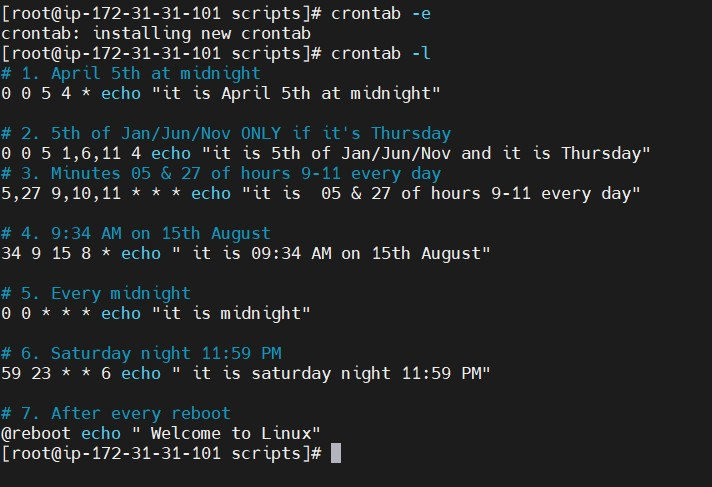 [root@ip-172-31-31-101 scripts]# crontab -e
crontab: installing new crontab
[root@ip-172-31-31-101 scripts]# crontab -l
# 1. April 5th at midnight
0 0 5 4 * echo "it is April 5th at midnight"
# 2. 5th of Jan/Jun/Nov ONLY if it's Thursday
0 0 5 1,6,11 4 echo "it is 5th of Jan/Jun/Nov and it is Thursday"
# 3. Minutes 05 & 27 of hours 9-11 every day
5,27 9,10,11 * * * echo "it is  05 & 27 of hours 9-11 every day"
# 4. 9:34 AM on 15th August
34 9 15 8 * echo " it is 09:34 AM on 15th August"
# 5. Every midnight
0 0 * * * echo "it is midnight"
# 6. Saturday night 11:59 PM
59 23 * * 6 echo " it is saturday night 11:59 PM"
# 7. After every reboot
@reboot echo " Welcome to Linux"
[root@ip-172-31-31-101 scripts]#